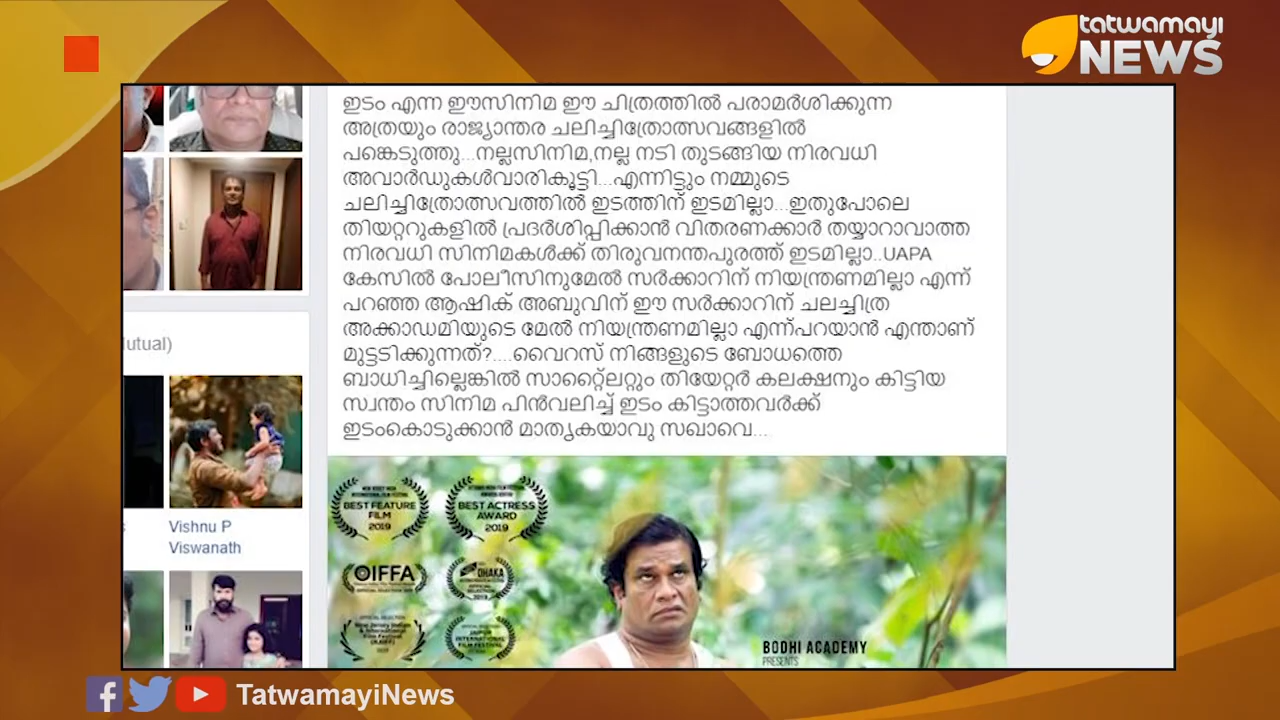 tatwamayi
NEWS
ഇടം എന്ന ഈസിനിമ ഈ ചിത്രത്തിൽ പരാമർശിക്കുന്ന
അത്രയും രാജ്യാന്തര ചലിച്ചിത്രോത്സവങ്ങളിൽ
പങ്കെടുത്തു...നല്ലസിനിമ,നല്ല നടി തുടങ്ങിയ നിരവധി
അവാർഡുകൾവാരികൂട്ടി...എന്നിട്ടും നമ്മുടെ
ചലിച്ചിത്രോത്സവത്തിൽ ഇടത്തിന് ഇടമില്ലാ...ഇതുപോലെ
തിയറ്ററുകളിൽ പ്രദർശിപ്പിക്കാൻ വിതരണക്കാർ തയ്യാറാവാത്ത
നിരവധി സിനിമകൾക്ക് തിരുവനന്തപുരത്ത് ഇടമില്ലാ..UAPA
കേസിൽ പോലീസിനുമേൽ സർക്കാറിന് നിയന്ത്രണമില്ലാ എന്ന്
പറഞ്ഞ ആഷിക് അബുവിന് ഈ സർക്കാറിന് ചലച്ചിത്ര
അക്കാഡമിയുടെ മേൽ നിയന്ത്രണമില്ലാ എന്ന്പറയാൻ എന്താണ്
മുട്ടടിക്കുന്നത്?....വൈറസ് നിങ്ങളുടെ ബോധത്തെ
ബാധിച്ചില്ലെങ്കിൽ സാറ്റ്ലൈറ്റും തിയേറ്റർ കലക്ഷനും കിട്ടിയ
സ്വന്തം സിനിമ പിൻവലിച്ച് ഇടം കിട്ടാത്തവർക്ക്
ഇടംകൊടുക്കാൻ മാതൃകയാവു സഖാവെ...
utual)
Vishnu P
Viswanath
BEST FEATURE
FILM
2019
BEST ACTRESS
AWARD
2019
OIFFA
DHAKA
BODHI ACADEMY
PRESENTS
TatwamayiNews